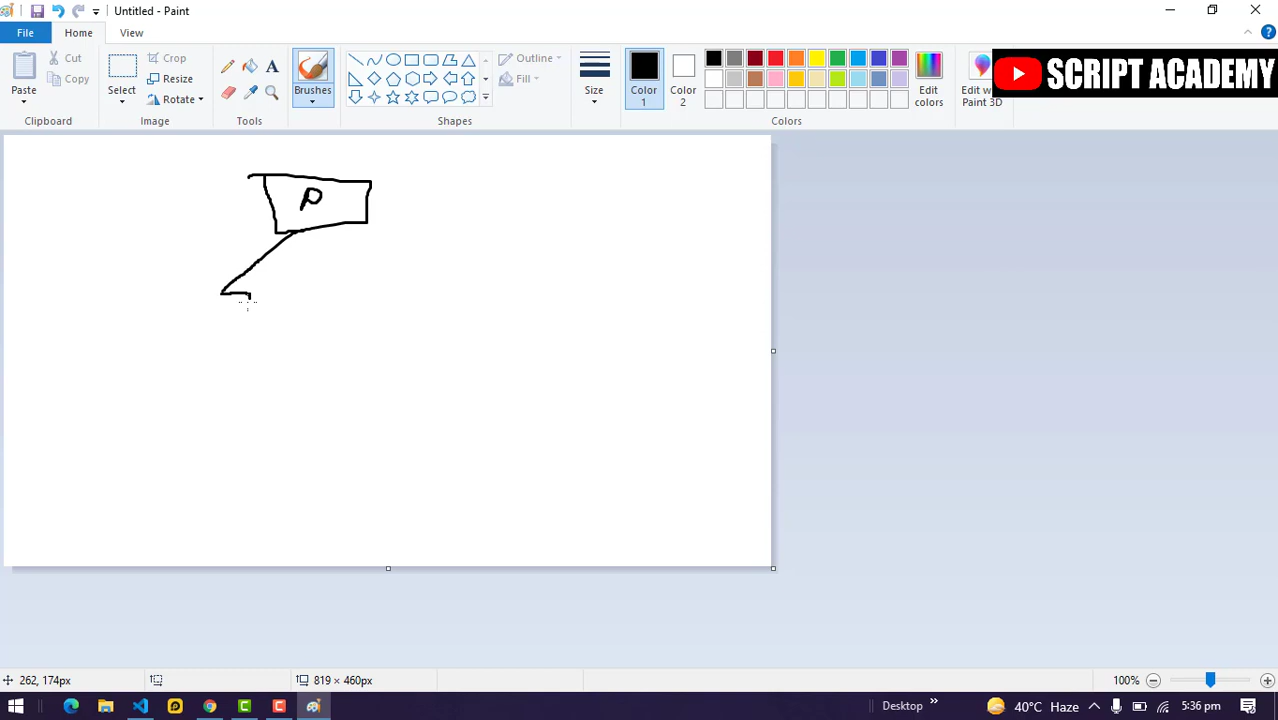 Untitled - Paint
File
Home
View
Paste
Cut
Copy
Clipboard
Select
Crop
Resize
Rotate
Image
A
Tools
Brushes
Outline
Fill
Shapes
Size
Color
1
Color
2
Edit
colors
Colors
Edit w
Paint 3D
SCRIPT ACADEMY
P
262, 174px
819 × 460px
100%
Desktop
40°C Haze
5:36 pm